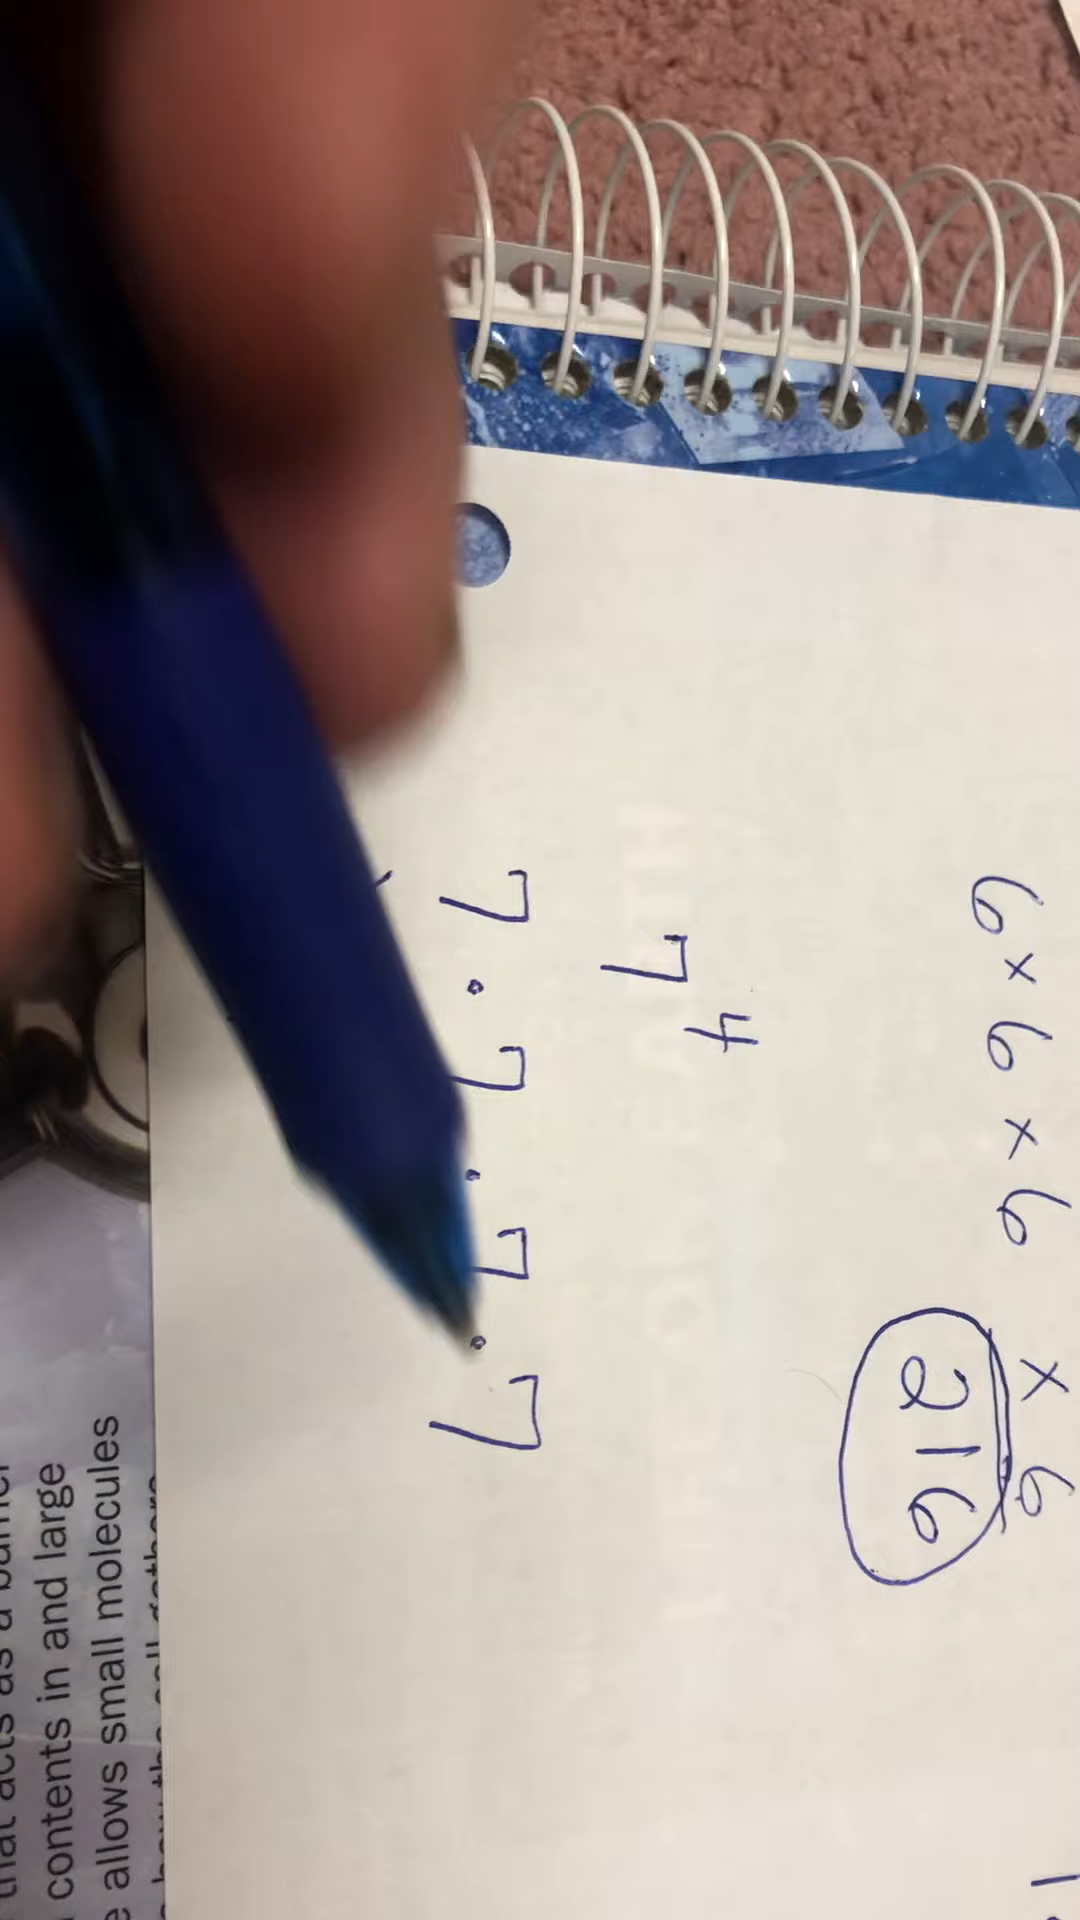 6 × 6 × 6 × 6
216
7⁴
7 · 7 · 7 · 7
contents in and large
allows small molecules